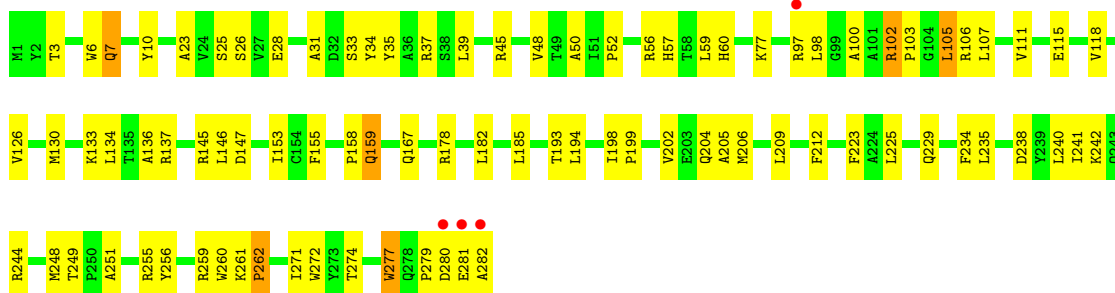 M1 Y2 T3 W6 Q7 Y10 A23 V24 S25 S26 V27 E28 A31 D32 S33 Y34 Y35 A36 R37 S38 L39 R45 V48 T49 A50 I51 P52 R56 H57 T58 L59 H60 K77 R97 L98 G99 A100 A101 R102 P103 G104 L105 R106 L107 V111 E115 V118
V126 M130 K133 L134 T135 A136 R137 R145 L146 D147 I153 C154 F155 P158 Q159 Q167 R178 L182 L185 T193 L194 I198 P199 V202 E203 Q204 A205 M206 L209 F212 F223 A224 L225 Q229 F234 L235 D238 Y239 L240 I241 K242
R244 M248 T249 P250 A251 R255 Y256 R259 W260 K261 P262 I271 W272 Y273 T274 W277 Q278 P279 D280 E281 A282